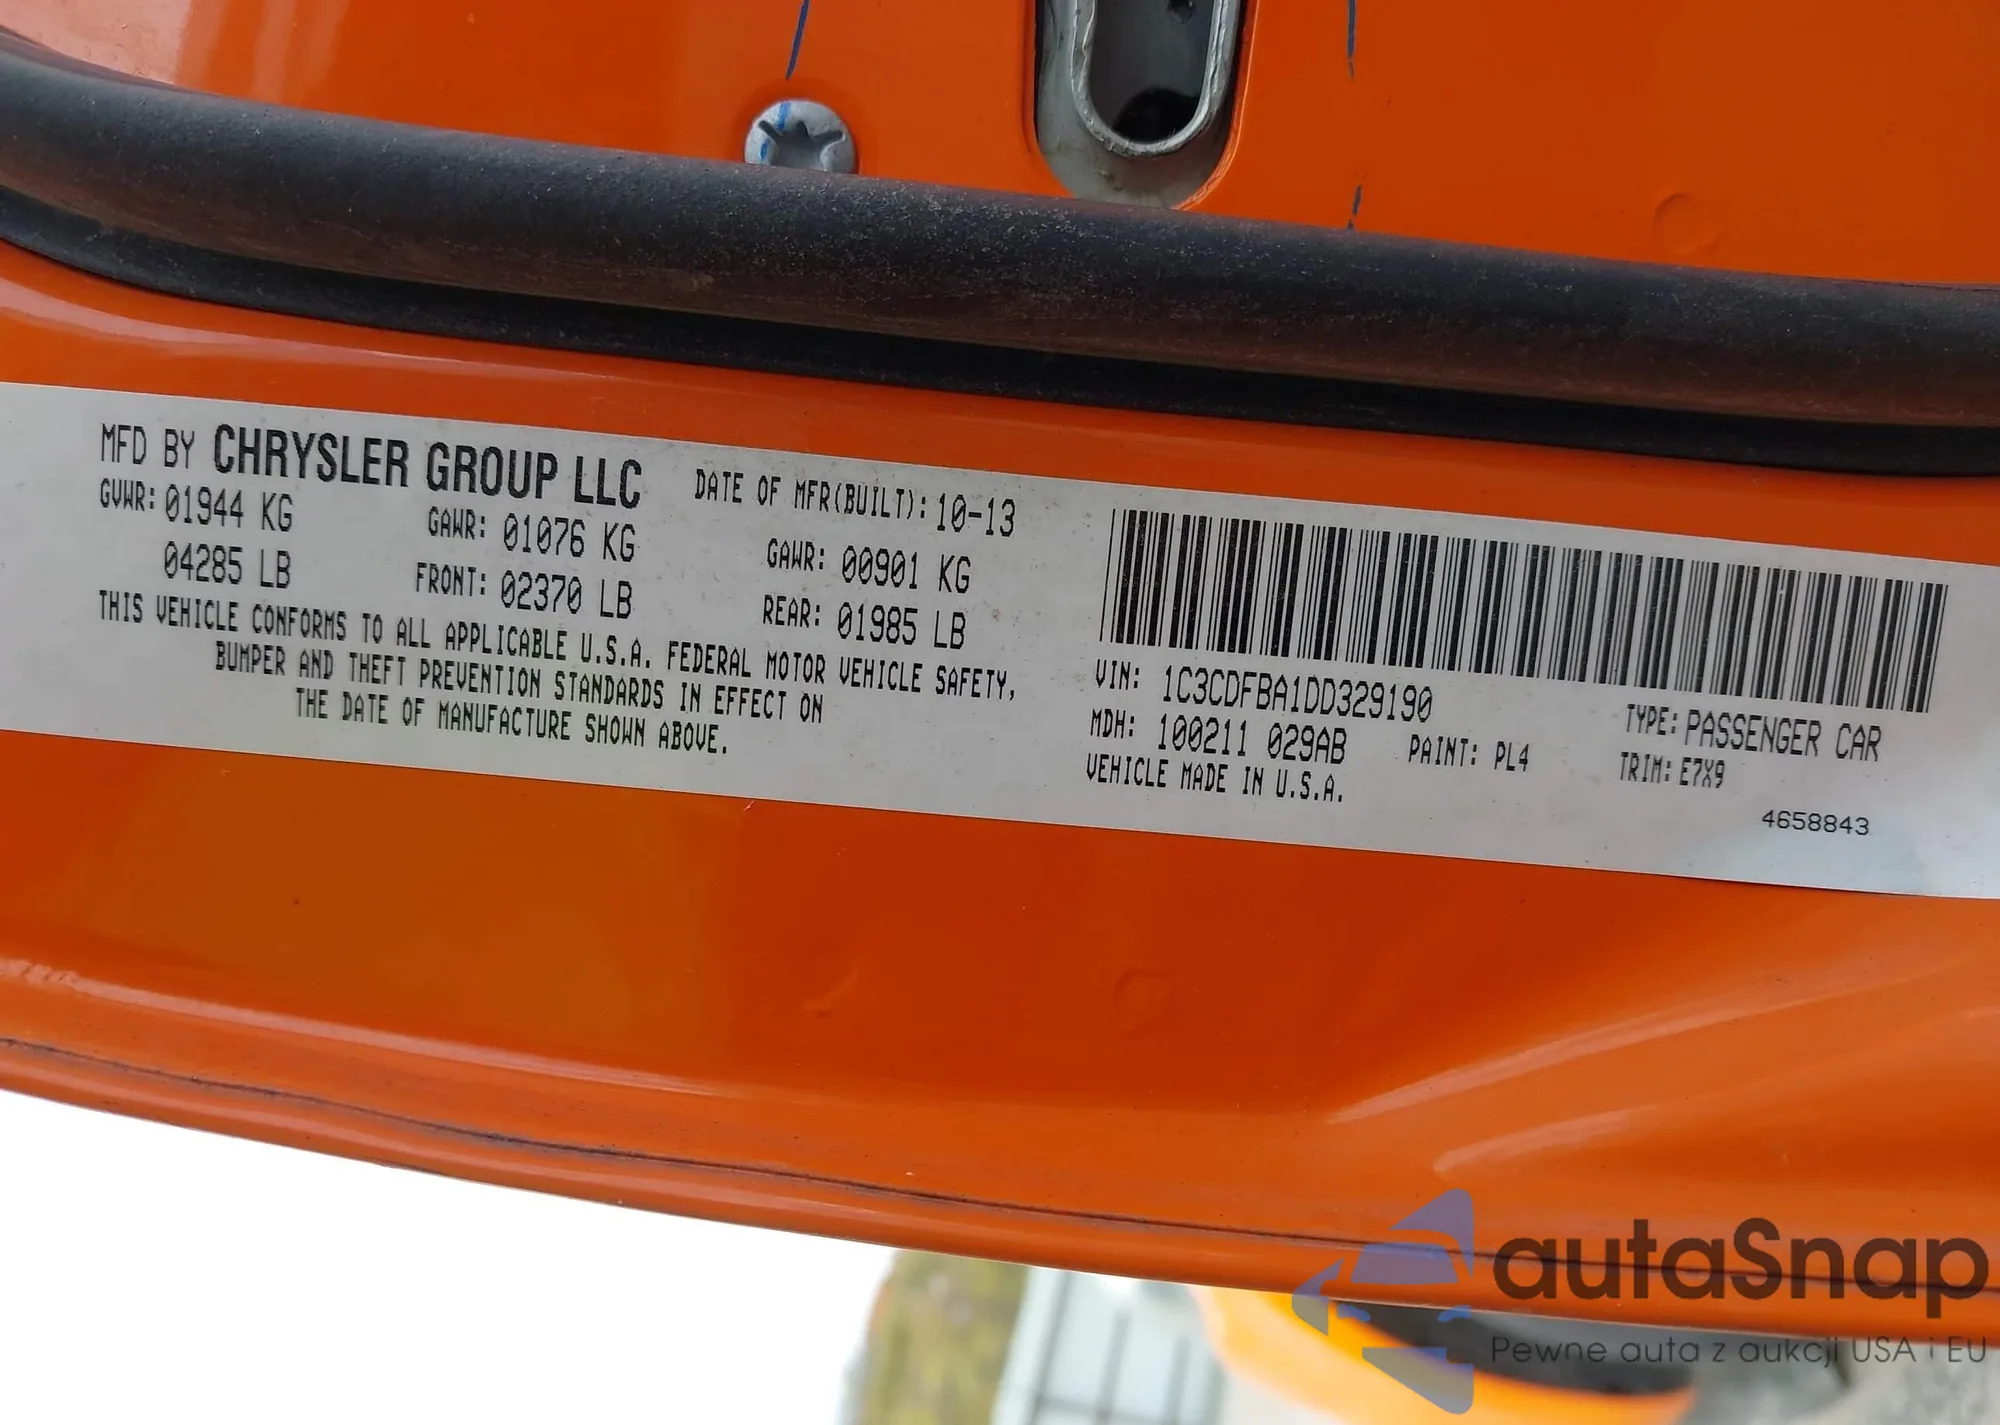 MFD BY CHRYSLER GROUP LLC DATE OF MFR(BUILT): 10-13
GVWR: 01944 KG GAWR: 01076 KG GAWR: 00901 KG
04285 LB FRONT: 02370 LB REAR: 01985 LB
THIS VEHICLE CONFORMS TO ALL APPLICABLE U.S.A. FEDERAL MOTOR VEHICLE SAFETY,
BUMPER AND THEFT PREVENTION STANDARDS IN EFFECT ON
THE DATE OF MANUFACTURE SHOWN ABOVE.
VIN: 1C3CDFBA1DD329190 TYPE: PASSENGER CAR
MDH: 100211 029AB PAINT: PL4 TRIM: E7X9
VEHICLE MADE IN U.S.A.
4658843
autaSnap
Pewne auta z aukcji USA i EU